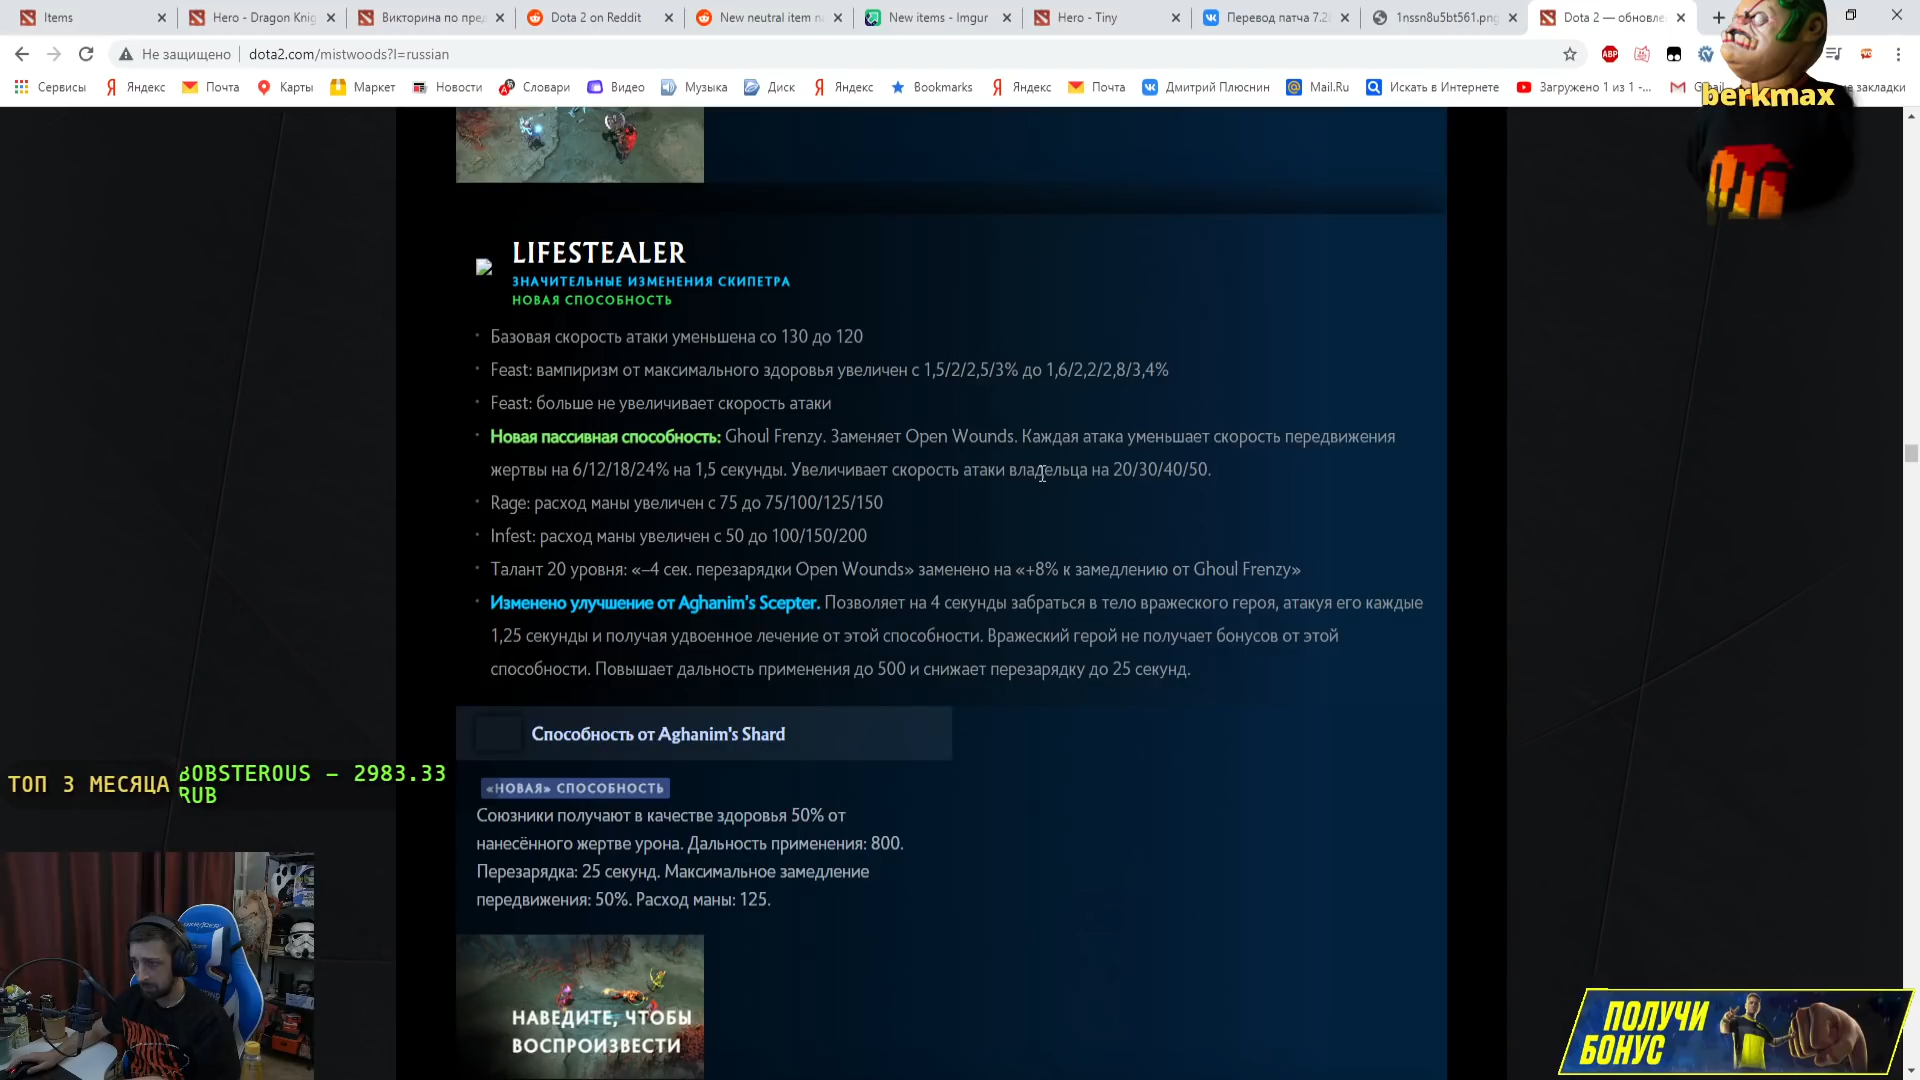 Items
Hero - Dragon Knig
Викторина по пред
Dota 2 on Reddit
New neutral item n
New items - Imgur
Hero - Tiny
Перевод патча 7.2
1nssn8u5bt561.png
Dota 2 — обновле
Не защищено
dota2.com/mistwoods?l=russian
Сервисы
Яндекс
Почта
Карты
Маркет
Новости
Словари
Видео
Музыка
Диск
Яндекс
Bookmarks
Яндекс
Почта
Дмитрий Плюснин
Mail.Ru
Искать в Интернете
Загружено 1 из 1 -...
закладки
berkmax
LIFESTEALER
ЗНАЧИТЕЛЬНЫЕ ИЗМЕНЕНИЯ СКИПЕТРА
НОВАЯ СПОСОБНОСТЬ
Базовая скорость атаки уменьшена со 130 до 120
Feast: вампиризм от максимального здоровья увеличен с 1,5/2/2,5/3% до 1,6/2,2/2,8/3,4%
Feast: больше не увеличивает скорость атаки
Новая пассивная способность: Ghoul Frenzy. Заменяет Open Wounds. Каждая атака уменьшает скорость передвижения
жертвы на 6/12/18/24% на 1,5 секунды. Увеличивает скорость атаки владельца на 20/30/40/50.
Rage: расход маны увеличен с 75 до 75/100/125/150
Infest: расход маны увеличен с 50 до 100/150/200
Талант 20 уровня: «–4 сек. перезарядки Open Wounds» заменено на «+8% к замедлению от Ghoul Frenzy»
Изменено улучшение от Aghanim's Scepter. Позволяет на 4 секунды забраться в тело вражеского героя, атакуя его каждые
1,25 секунды и получая удвоенное лечение от этой способности. Вражеский герой не получает бонусов от этой
способности. Повышает дальность применения до 500 и снижает перезарядку до 25 секунд.
Способность от Aghanim's Shard
«НОВАЯ» СПОСОБНОСТЬ
Союзники получают в качестве здоровья 50% от
нанесённого жертве урона. Дальность применения: 800.
Перезарядка: 25 секунд. Максимальное замедление
передвижения: 50%. Расход маны: 125.
НАВЕДИТЕ, ЧТОБЫ
ВОСПРОИЗВЕСТИ
ТОП 3 МЕСЯЦА
BOBSTEROUS – 2983.33
RUB
ПОЛУЧИ
БОНУС